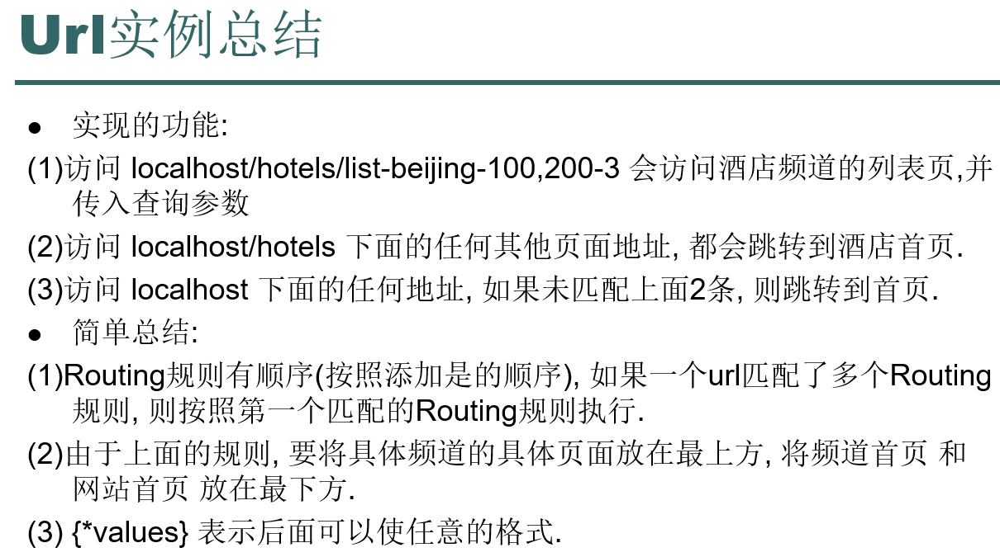 Url实例总结
● 实现的功能:
(1)访问 localhost/hotels/list-beijing-100,200-3 会访问酒店频道的列表页,并
传入查询参数
(2)访问 localhost/hotels 下面的任何其他页面地址, 都会跳转到酒店首页.
(3)访问 localhost 下面的任何地址, 如果未匹配上面2条, 则跳转到首页.
● 简单总结:
(1)Routing规则有顺序(按照添加是的顺序), 如果一个url匹配了多个Routing
规则, 则按照第一个匹配的Routing规则执行.
(2)由于上面的规则, 要将具体频道的具体页面放在最上方, 将频道首页 和
网站首页 放在最下方.
(3) {*values} 表示后面可以使任意的格式.